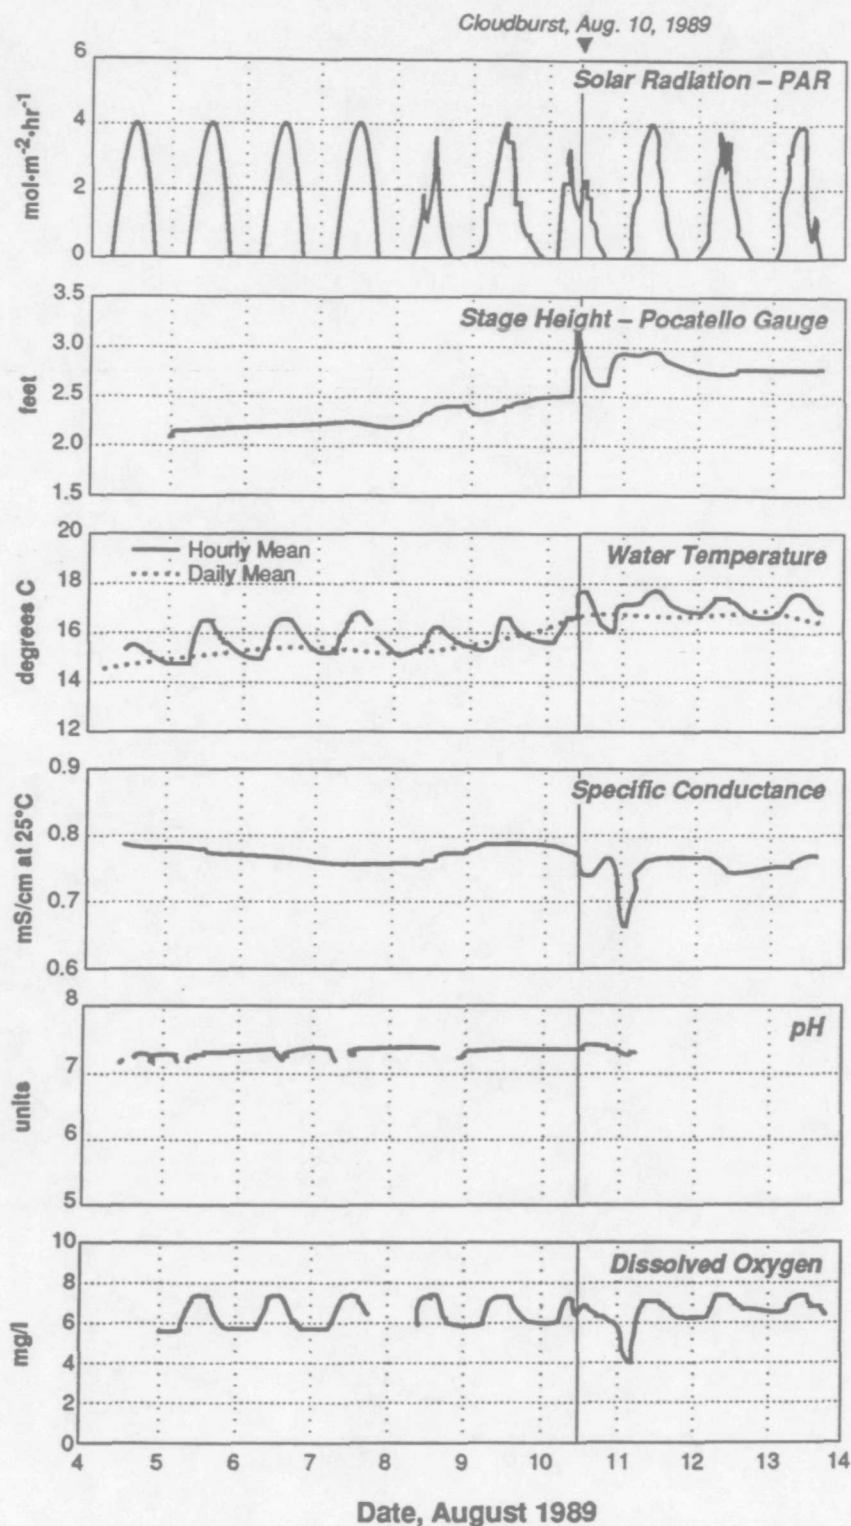 Cloudburst, Aug. 10, 1989
Solar Radiation – PAR
6
4
2
0
mol•m⁻²•hr⁻¹
Stage Height – Pocatello Gauge
3.5
3.0
2.5
2.0
1.5
feet
Water Temperature
Hourly Mean
Daily Mean
20
18
16
14
12
degrees C
Specific Conductance
0.9
0.8
0.7
0.6
mS/cm at 25°C
pH
8
7
6
5
units
Dissolved Oxygen
10
8
6
4
2
0
mg/l
4 5 6 7 8 9 10 11 12 13 14
Date, August 1989